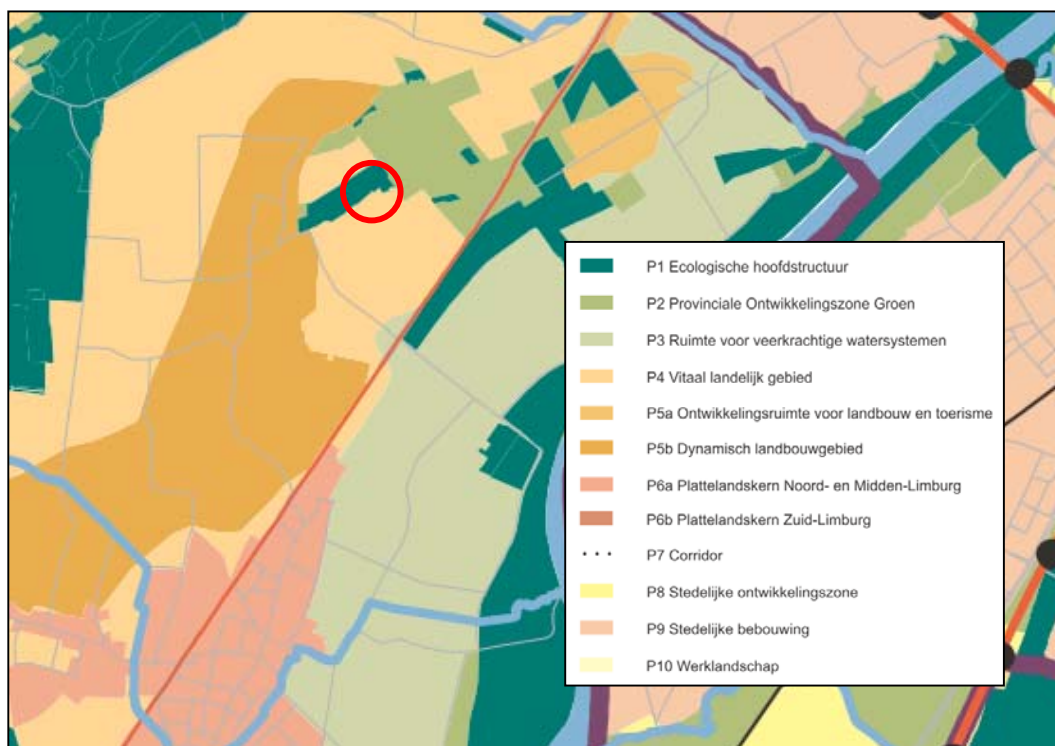 P1 Ecologische hoofdstructuur
P2 Provinciale Ontwikkelingszone Groen
P3 Ruimte voor veerkrachtige watersystemen
P4 Vitaal landelijk gebied
P5a Ontwikkelingsruimte voor landbouw en toerisme
P5b Dynamisch landbouwgebied
P6a Plattelandskern Noord- en Midden-Limburg
P6b Plattelandskern Zuid-Limburg
P7 Corridor
P8 Stedelijke ontwikkelingszone
P9 Stedelijke bebouwing
P10 Werklandschap